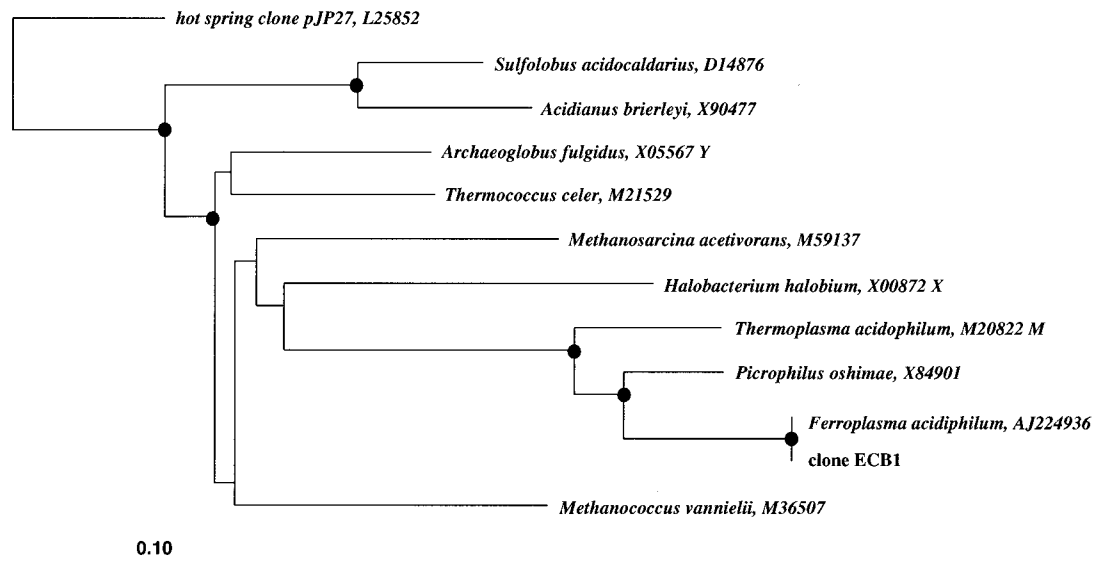 hot spring clone pJP27, L25852
Sulfolobus acidocaldarius, D14876
Acidianus brierleyi, X90477
Archaeoglobus fulgidus, X05567 Y
Thermococcus celer, M21529
Methanosarcina acetivorans, M59137
Halobacterium halobium, X00872 X
Thermoplasma acidophilum, M20822 M
Picrophilus oshimae, X84901
Ferroplasma acidiphilum, AJ224936
clone ECB1
Methanococcus vannielii, M36507
0.10